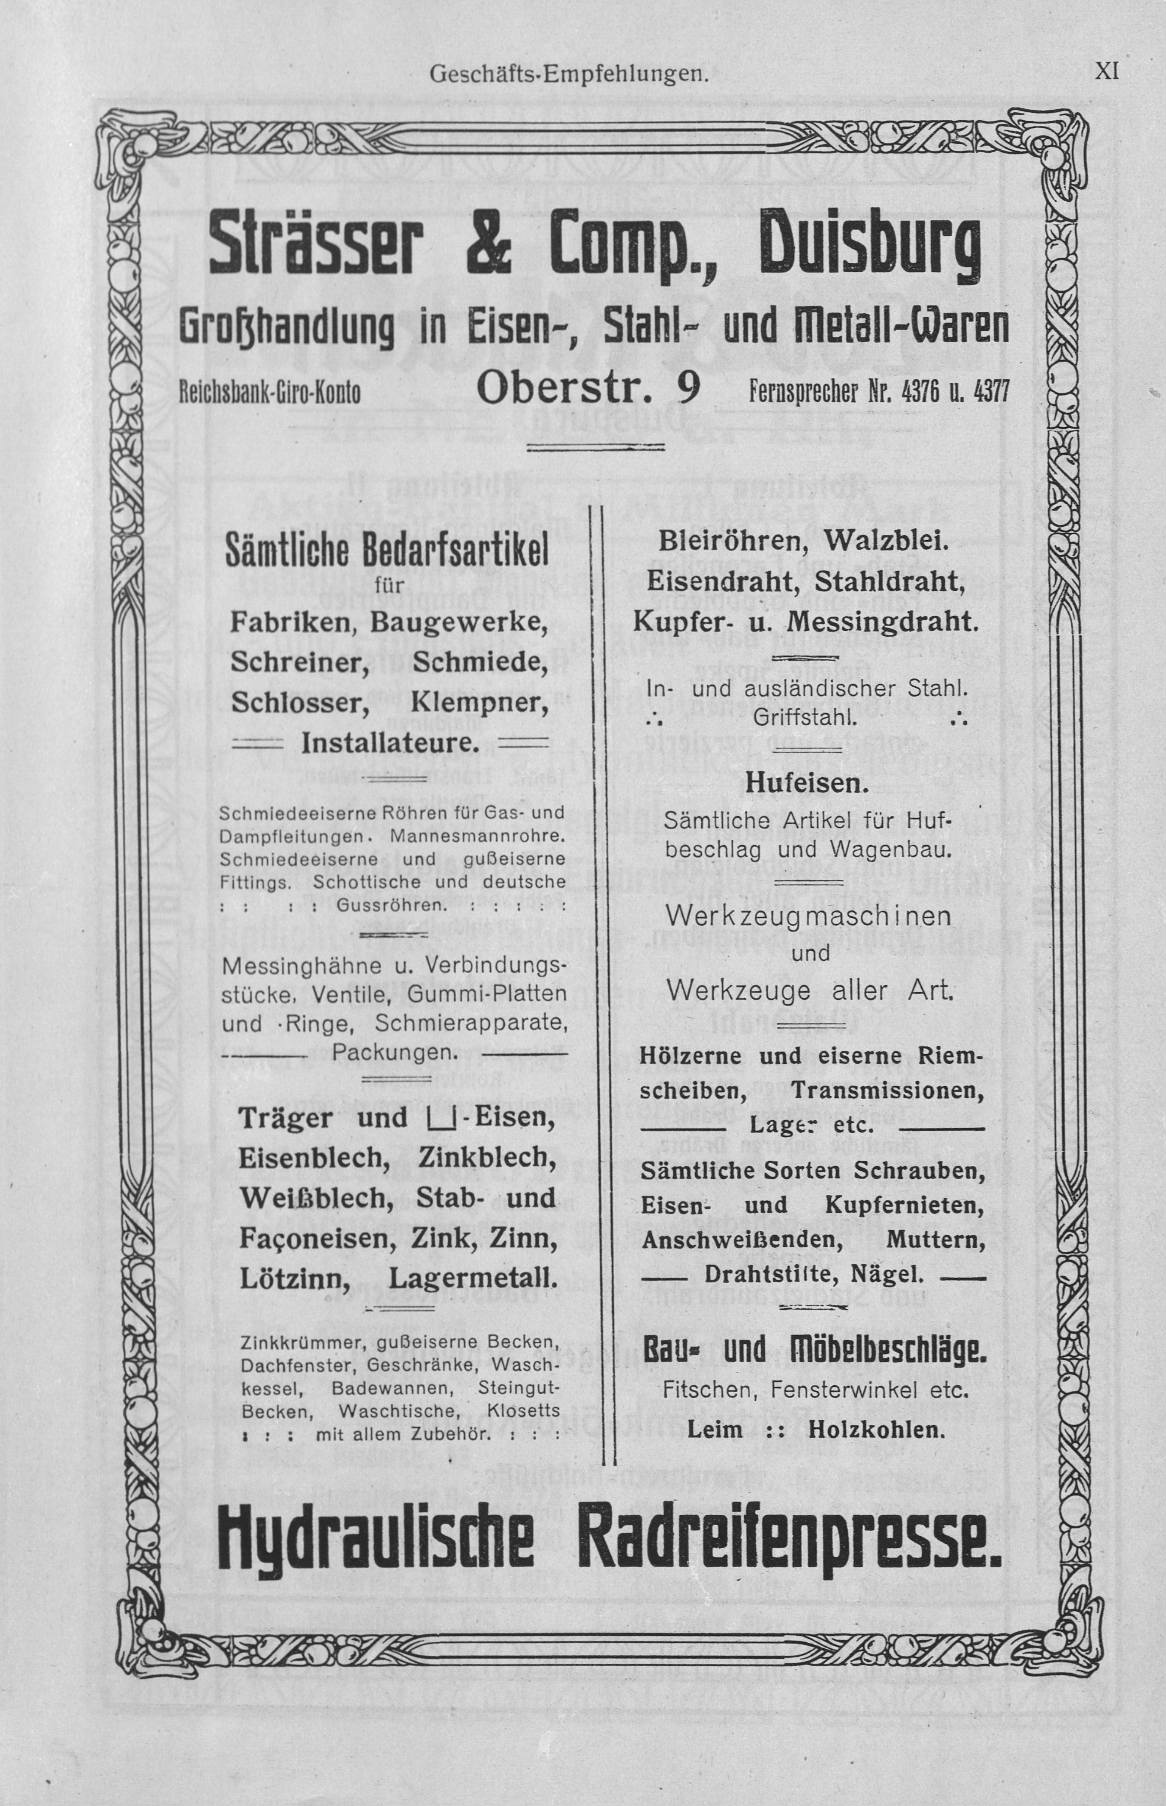 Geschäfts-Empfehlungen.
XI
Strässer & Comp., Duisburg
Großhandlung in Eisen-, Stahl- und Metall-Waren
Reichsbank-Giro-Konto Oberstr. 9 Fernsprecher Nr. 4376 u. 4377
Sämtliche Bedarfsartikel
für
Fabriken, Baugewerke,
Schreiner, Schmiede,
Schlosser, Klempner,
Installateure.
Schmiedeeiserne Röhren für Gas- und
Dampfleitungen. Mannesmannrohre.
Schmiedeeiserne und gußeiserne
Fittings. Schottische und deutsche
: : : : Gussröhren. : : : : :
Messinghähne u. Verbindungs-
stücke, Ventile, Gummi-Platten
und -Ringe, Schmierapparate,
Packungen.
Träger und ⊔-Eisen,
Eisenblech, Zinkblech,
Weißblech, Stab- und
Façoneisen, Zink, Zinn,
Lötzinn, Lagermetall.
Zinkkrümmer, gußeiserne Becken,
Dachfenster, Geschränke, Wasch-
kessel, Badewannen, Steingut-
Becken, Waschtische, Klosetts
: : : mit allem Zubehör. : : :
Bleiröhren, Walzblei.
Eisendraht, Stahldraht,
Kupfer- u. Messingdraht.
In- und ausländischer Stahl.
∴ Griffstahl. ∴
Hufeisen.
Sämtliche Artikel für Huf-
beschlag und Wagenbau.
Werkzeugmaschinen
und
Werkzeuge aller Art.
Hölzerne und eiserne Riem-
scheiben, Transmissionen,
Lager etc.
Sämtliche Sorten Schrauben,
Eisen- und Kupfernieten,
Anschweißenden, Muttern,
Drahtstifte, Nägel.
Bau- und Möbelbeschläge.
Fitschen, Fensterwinkel etc.
Leim :: Holzkohlen.
Hydraulische Radreifenpresse.